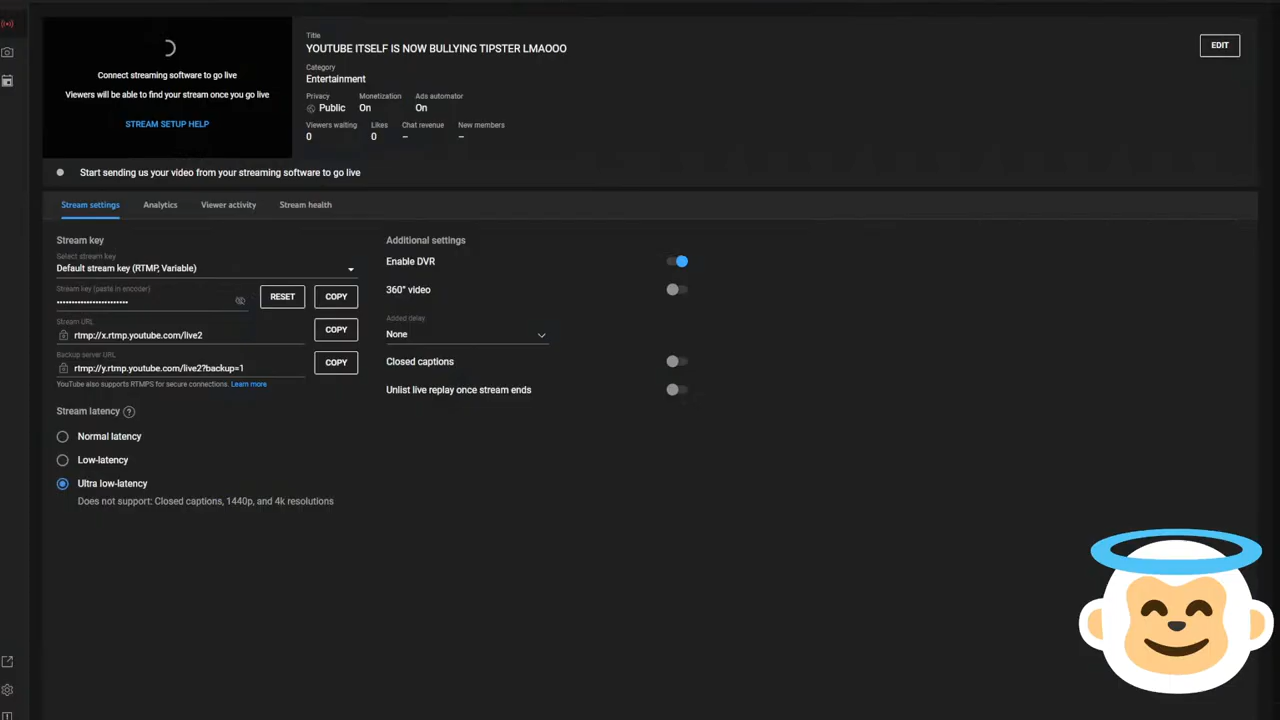 Connect streaming software to go live
Viewers will be able to find your stream once you go live
STREAM SETUP HELP
Title
YOUTUBE ITSELF IS NOW BULLYING TIPSTER LMAOOO
EDIT
Category
Entertainment
Privacy Monetization Ads automator
Public On On
Viewers waiting Likes Chat revenue New members
0 0 – –
Start sending us your video from your streaming software to go live
Stream settings Analytics Viewer activity Stream health
Stream key
Select stream key
Default stream key (RTMP, Variable)
Stream key (paste in encoder)
•••••••••••••••••••••••• RESET COPY
Stream URL
rtmp://x.rtmp.youtube.com/live2 COPY
Backup server URL
rtmp://y.rtmp.youtube.com/live2?backup=1 COPY
YouTube also supports RTMPS for secure connections. Learn more
Stream latency ?
Normal latency
Low-latency
Ultra low-latency
Does not support: Closed captions, 1440p, and 4k resolutions
Additional settings
Enable DVR
360° video
Added delay
None
Closed captions
Unlist live replay once stream ends